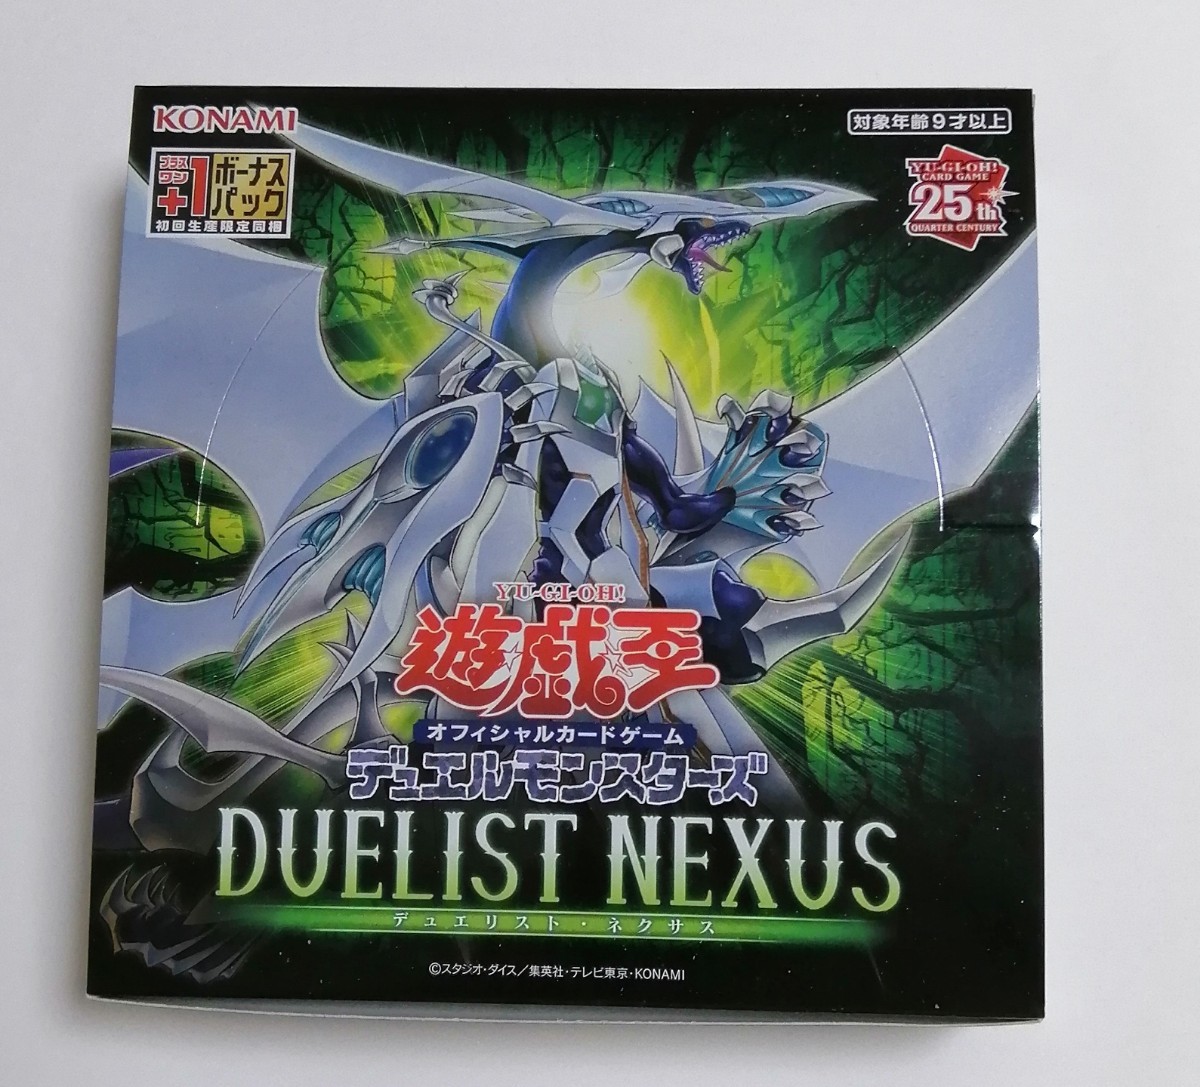 KONAMI
対象年齢9才以上
プラス
ワン
+1
ボーナス
パック
初回生産限定同梱
YU-GI-OH!
CARD GAME
25th
QUARTER CENTURY
YU-GI-OH!
遊☆戯☆王
オフィシャルカードゲーム
デュエルモンスターズ
DUELIST NEXUS
デュエリスト・ネクサス
©スタジオ・ダイス/集英社・テレビ東京・KONAMI